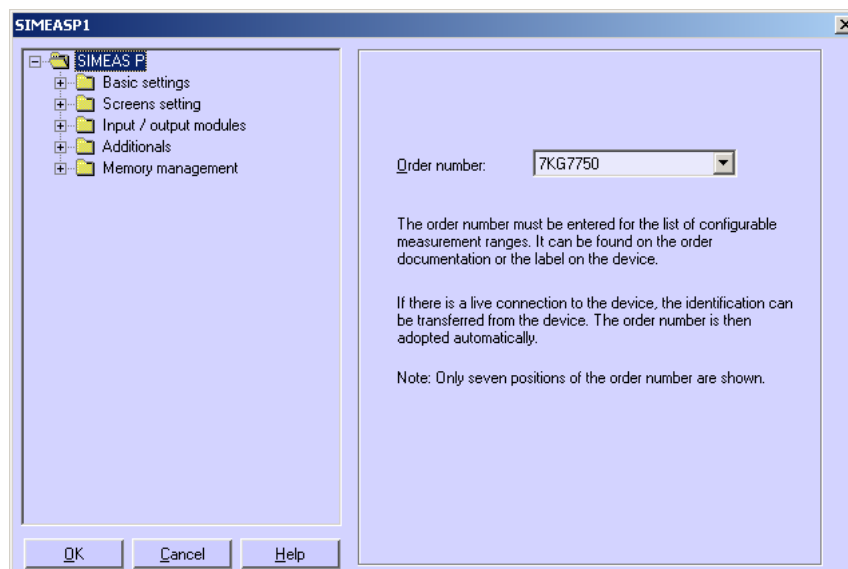 SIMEASP1
SIMEAS P
Basic settings
Screens setting
Input / output modules
Additionals
Memory management
OK
Cancel
Help
Order number:
7KG7750
The order number must be entered for the list of configurable
measurement ranges. It can be found on the order
documentation or the label on the device.
If there is a live connection to the device, the identification can
be transferred from the device. The order number is then
adopted automatically.
Note: Only seven positions of the order number are shown.